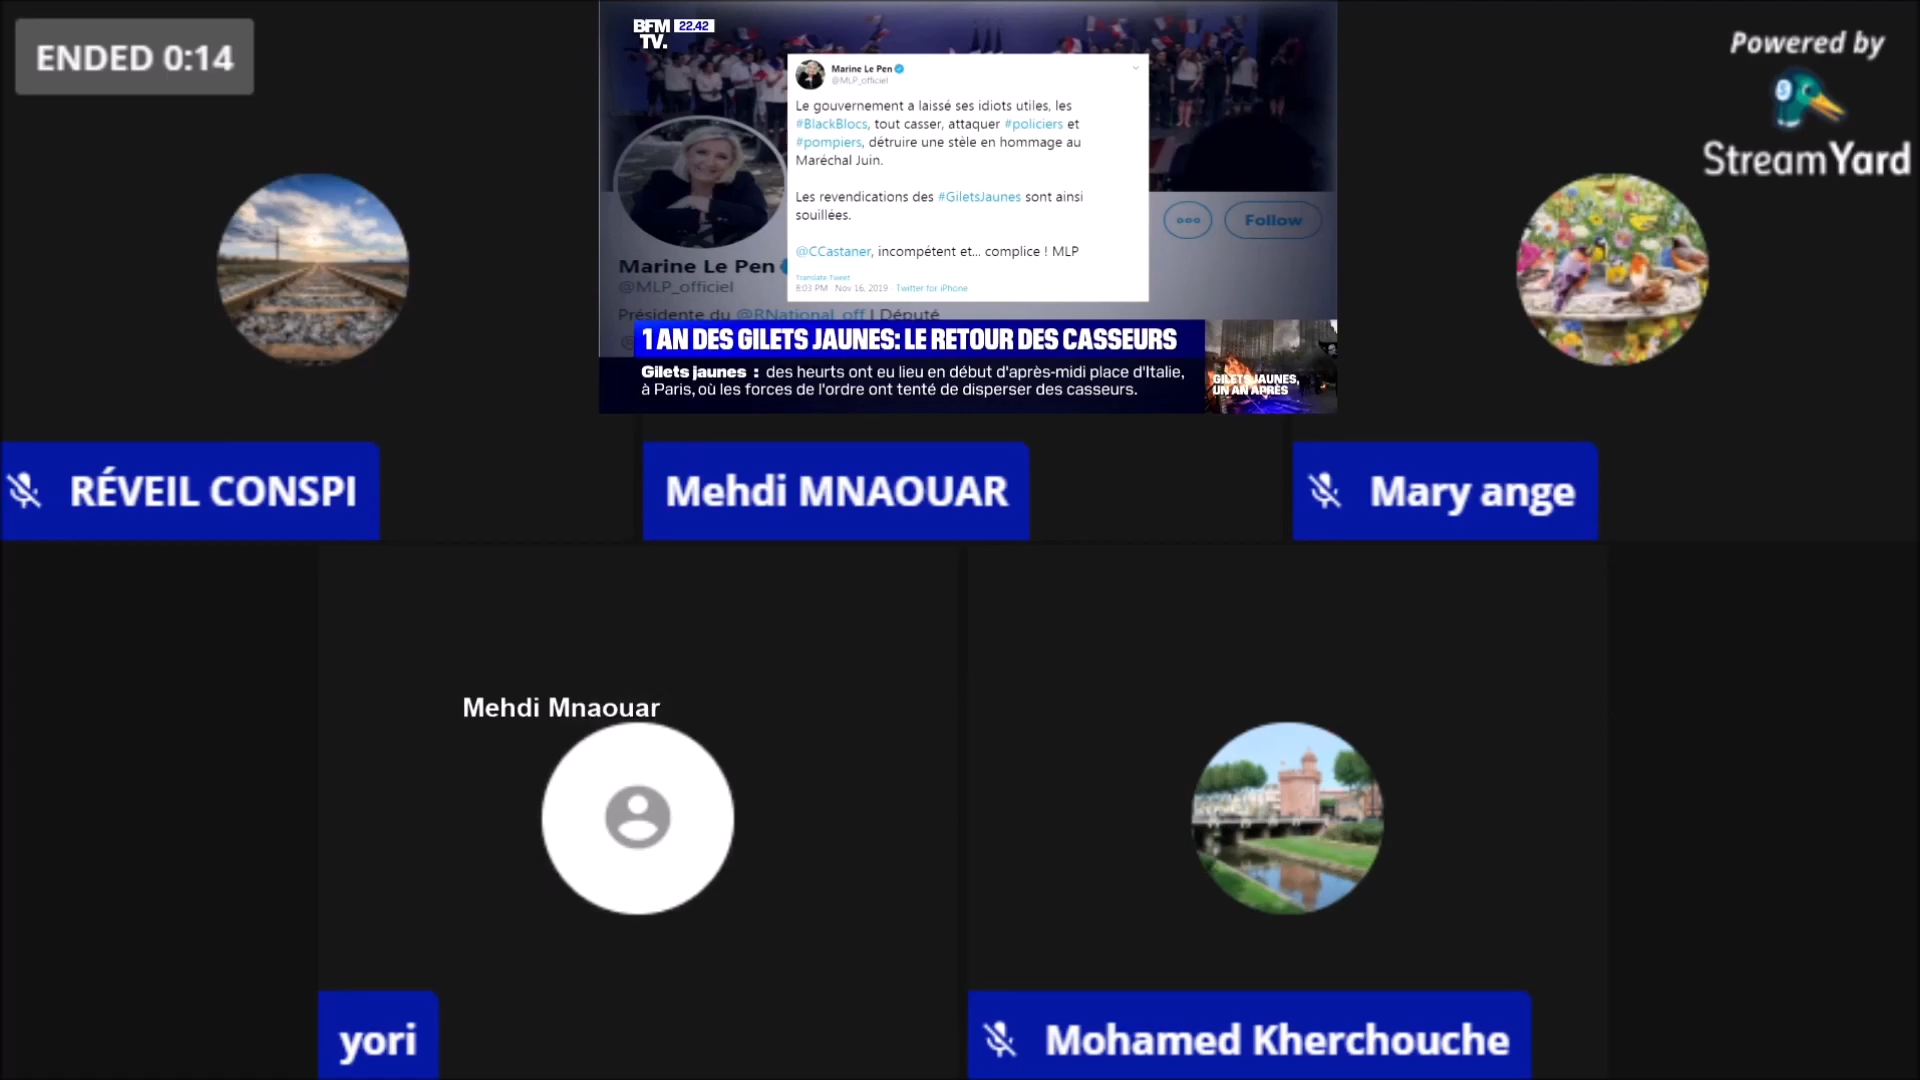 ENDED 0:14
Powered by
StreamYard
BFM
TV.
22.42
Marine Le Pen
@MLP_officiel
Le gouvernement a laissé ses idiots utiles, les
#BlackBlocs, tout casser, attaquer #policiers et
#pompiers, détruire une stèle en hommage au
Maréchal Juin.
Les revendications des #GiletsJaunes sont ainsi
souillées.
@CCastaner, incompétent et... complice ! MLP
Translate Tweet
8:03 PM · Nov 16, 2019 · Twitter for iPhone
Follow
Marine Le Pen
@MLP_officiel
Présidente du @RNational_off | Député
1 AN DES GILETS JAUNES: LE RETOUR DES CASSEURS
Gilets jaunes : des heurts ont eu lieu en début d'après-midi place d'Italie,
à Paris, où les forces de l'ordre ont tenté de disperser des casseurs.
GILETS JAUNES,
UN AN APRÈS
RÉVEIL CONSPI
Mehdi MNAOUAR
Mary ange
Mehdi Mnaouar
yori
Mohamed Kherchouche